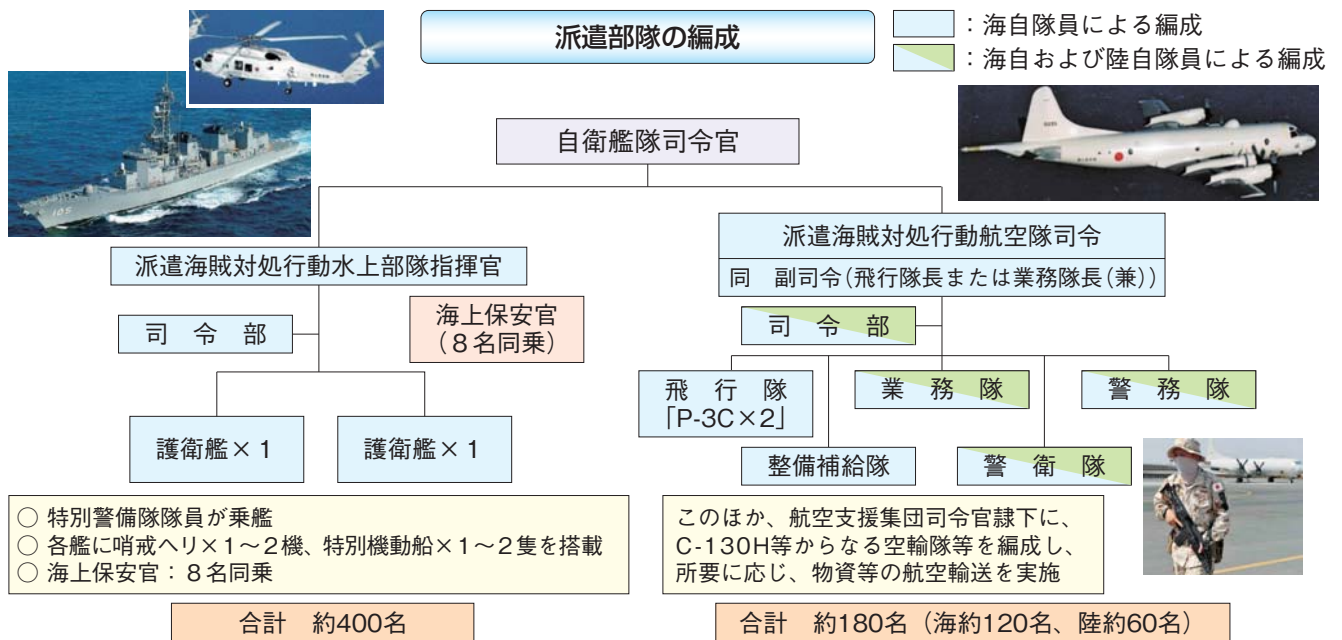 派遣部隊の編成
：海自隊員による編成
：海自および陸自隊員による編成
自衛艦隊司令官
派遣海賊対処行動水上部隊指揮官
司 令 部
海上保安官
（８名同乗）
護衛艦×１
護衛艦×１
派遣海賊対処行動航空隊司令
同　副司令（飛行隊長または業務隊長（兼））
司 令 部
飛 行 隊
「P-3C×2」
業 務 隊
警 務 隊
整備補給隊
警 衛 隊
○ 特別警備隊隊員が乗艦
○ 各艦に哨戒ヘリ×１〜２機、特別機動船×１〜２隻を搭載
○ 海上保安官：８名同乗
合計　約400名
このほか、航空支援集団司令官隷下に、
C-130H等からなる空輸隊等を編成し、
所要に応じ、物資等の航空輸送を実施
合計　約180名（海約120名、陸約60名）
105